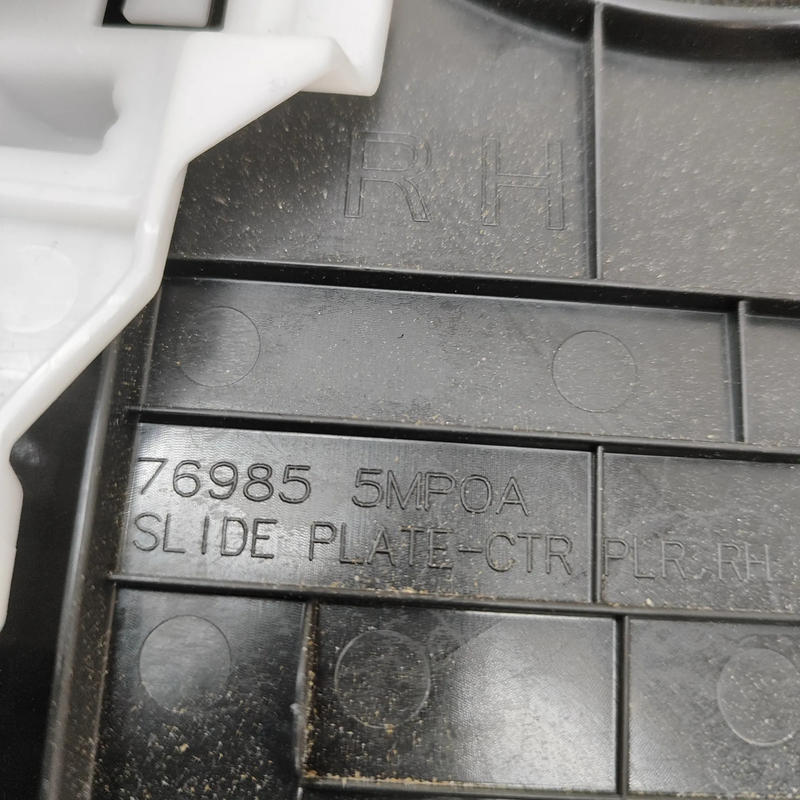 RH
76985 5MP0A
SLIDE PLATE-CTR PLR RH